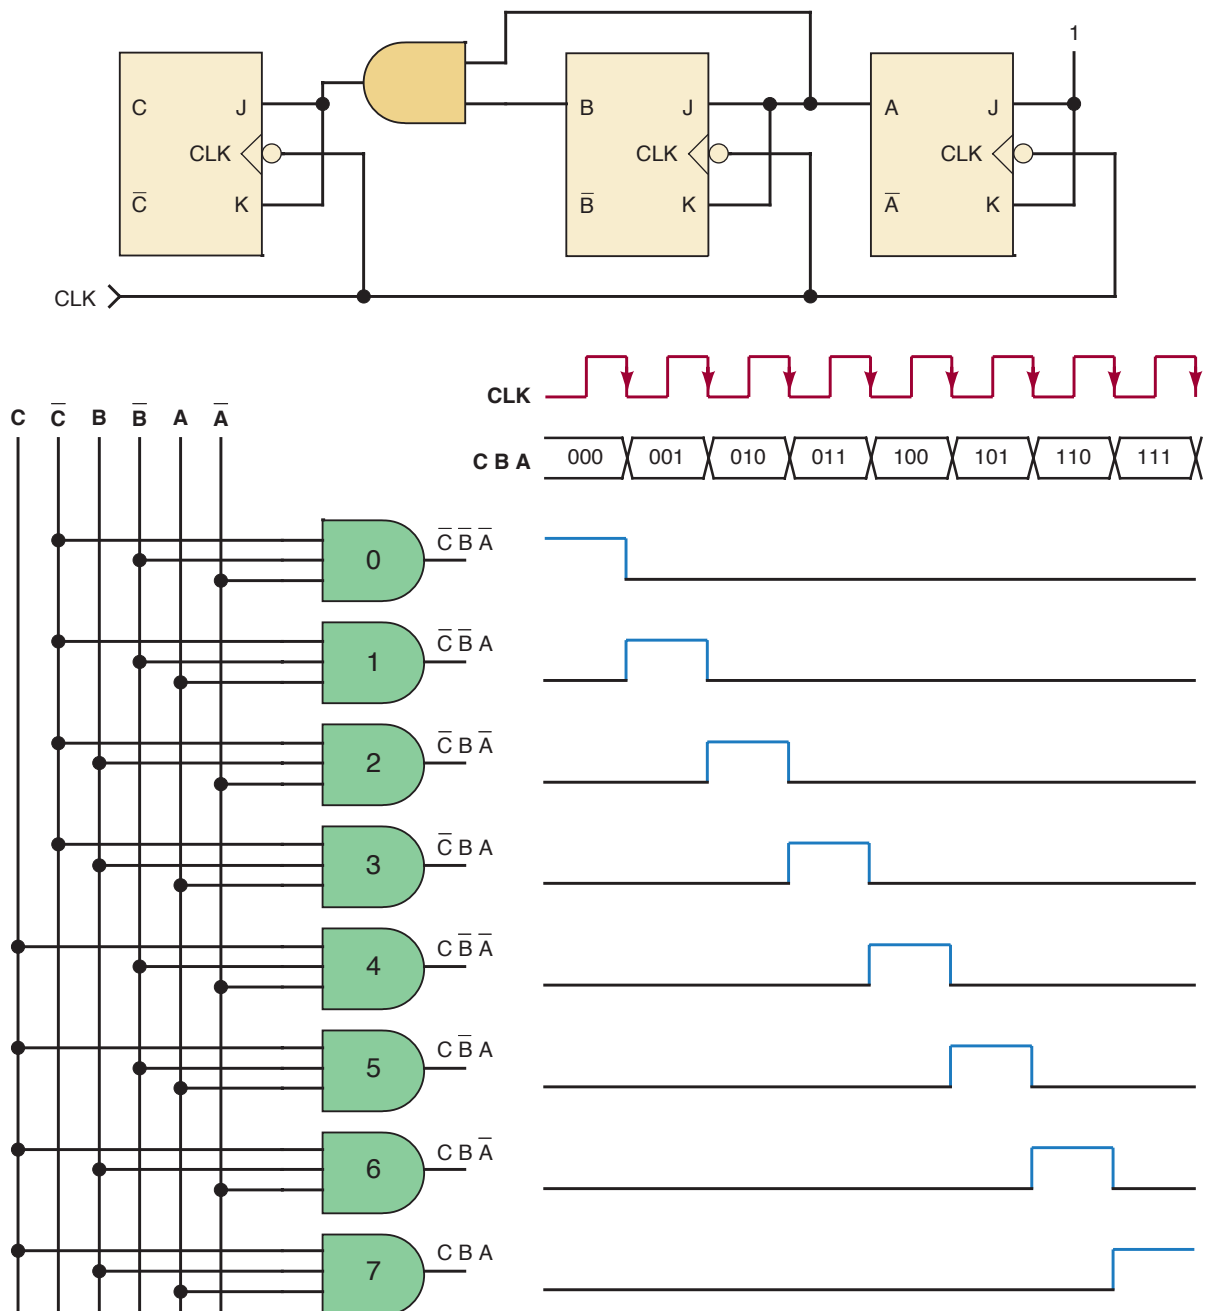 1
C J B J A J
CLK CLK CLK
C̅ K B̅ K A̅ K
CLK
CLK
C C̅ B B̅ A A̅
C B A 000 001 010 011 100 101 110 111
0 C̅ B̅ A̅
1 C̅ B̅ A
2 C̅ B A̅
3 C̅ B A
4 C B̅ A̅
5 C B̅ A
6 C B A̅
7 C B A